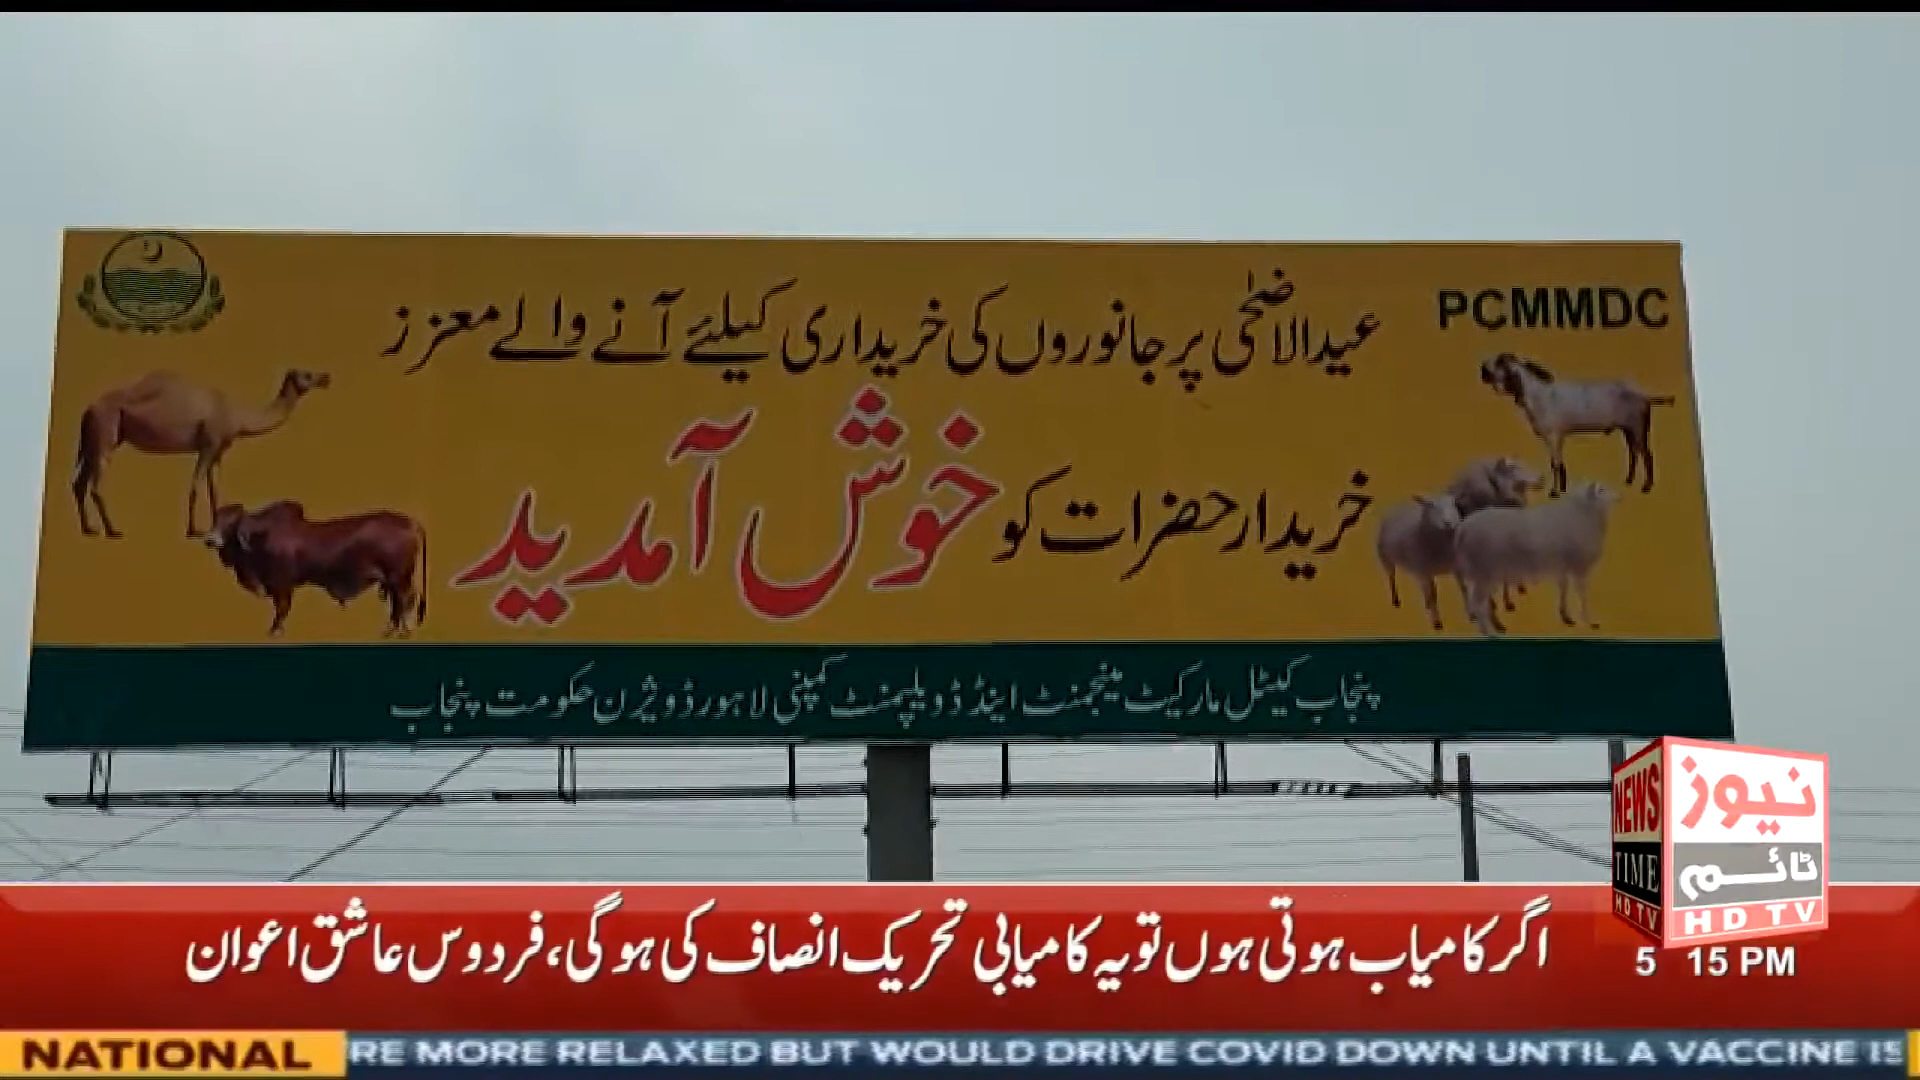 PCMMDC
عیدالاضحٰی پر جانوروں کی خریداری کیلئے آنے والے معزز
خریدار حضرات کو خوش آمدید
پنجاب کیٹل مارکیٹ مینجمنٹ اینڈ ڈویلپمنٹ کمپنی لاہور ڈویژن حکومت پنجاب
NEWS
TIME
HD TV
نیوز
ٹائم
HD TV
اگر کامیاب ہوتی ہوں تو یہ کامیابی تحریک انصاف کی ہوگی، فردوس عاشق اعوان
5 15 PM
NATIONAL
RE MORE RELAXED BUT WOULD DRIVE COVID DOWN UNTIL A VACCINE IS